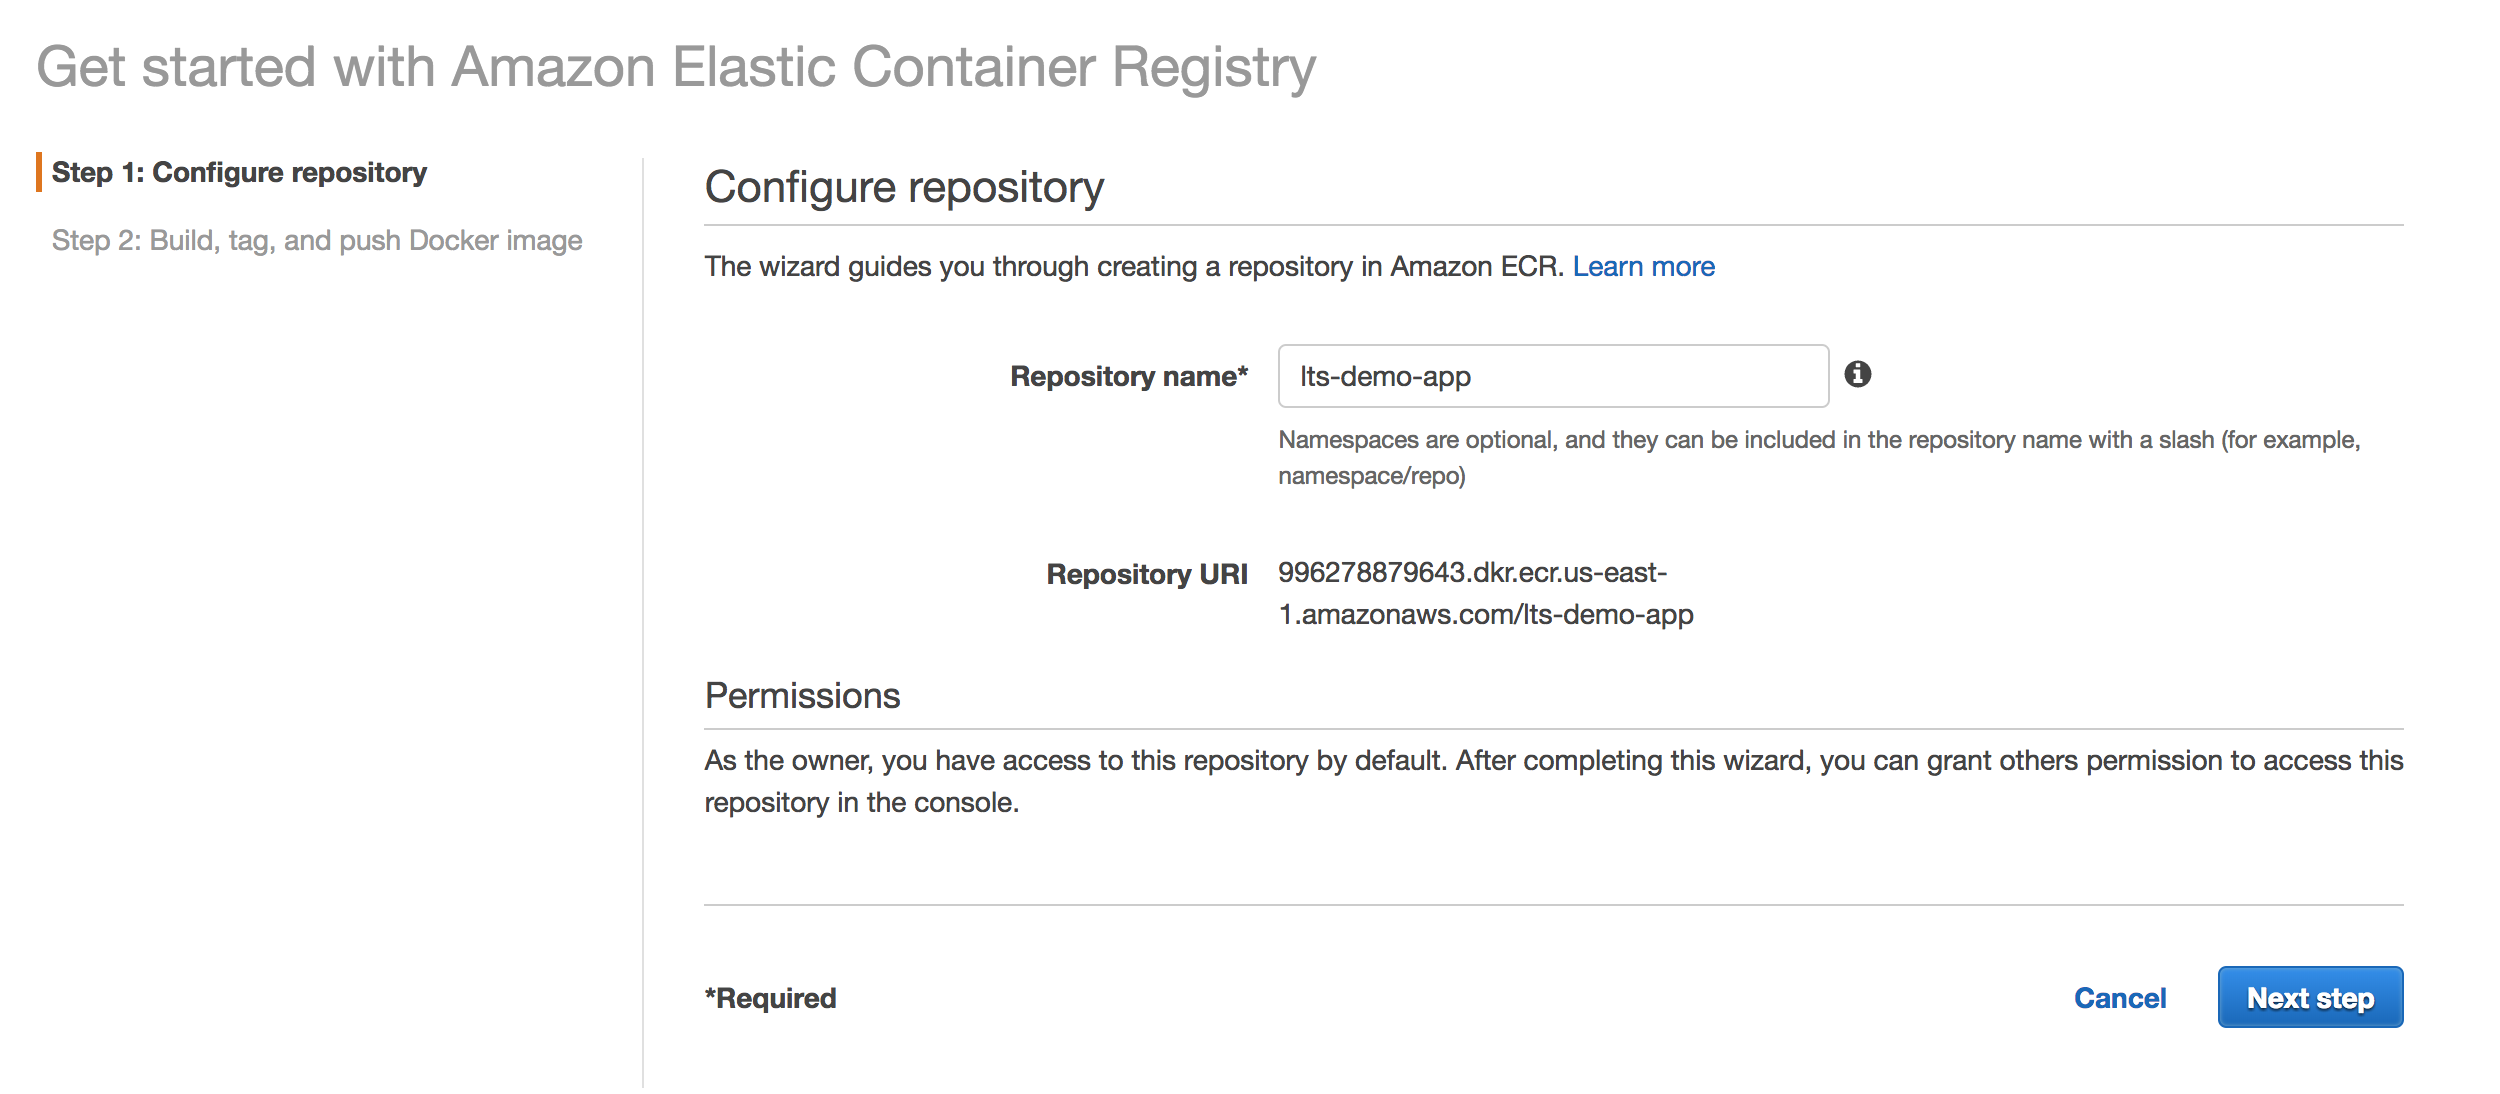 Get started with Amazon Elastic Container Registry
Step 1: Configure repository
Step 2: Build, tag, and push Docker image
Configure repository
The wizard guides you through creating a repository in Amazon ECR. Learn more
Repository name* lts-demo-app
Namespaces are optional, and they can be included in the repository name with a slash (for example,
namespace/repo)
Repository URI 996278879643.dkr.ecr.us-east-
1.amazonaws.com/lts-demo-app
Permissions
As the owner, you have access to this repository by default. After completing this wizard, you can grant others permission to access this
repository in the console.
*Required Cancel Next step